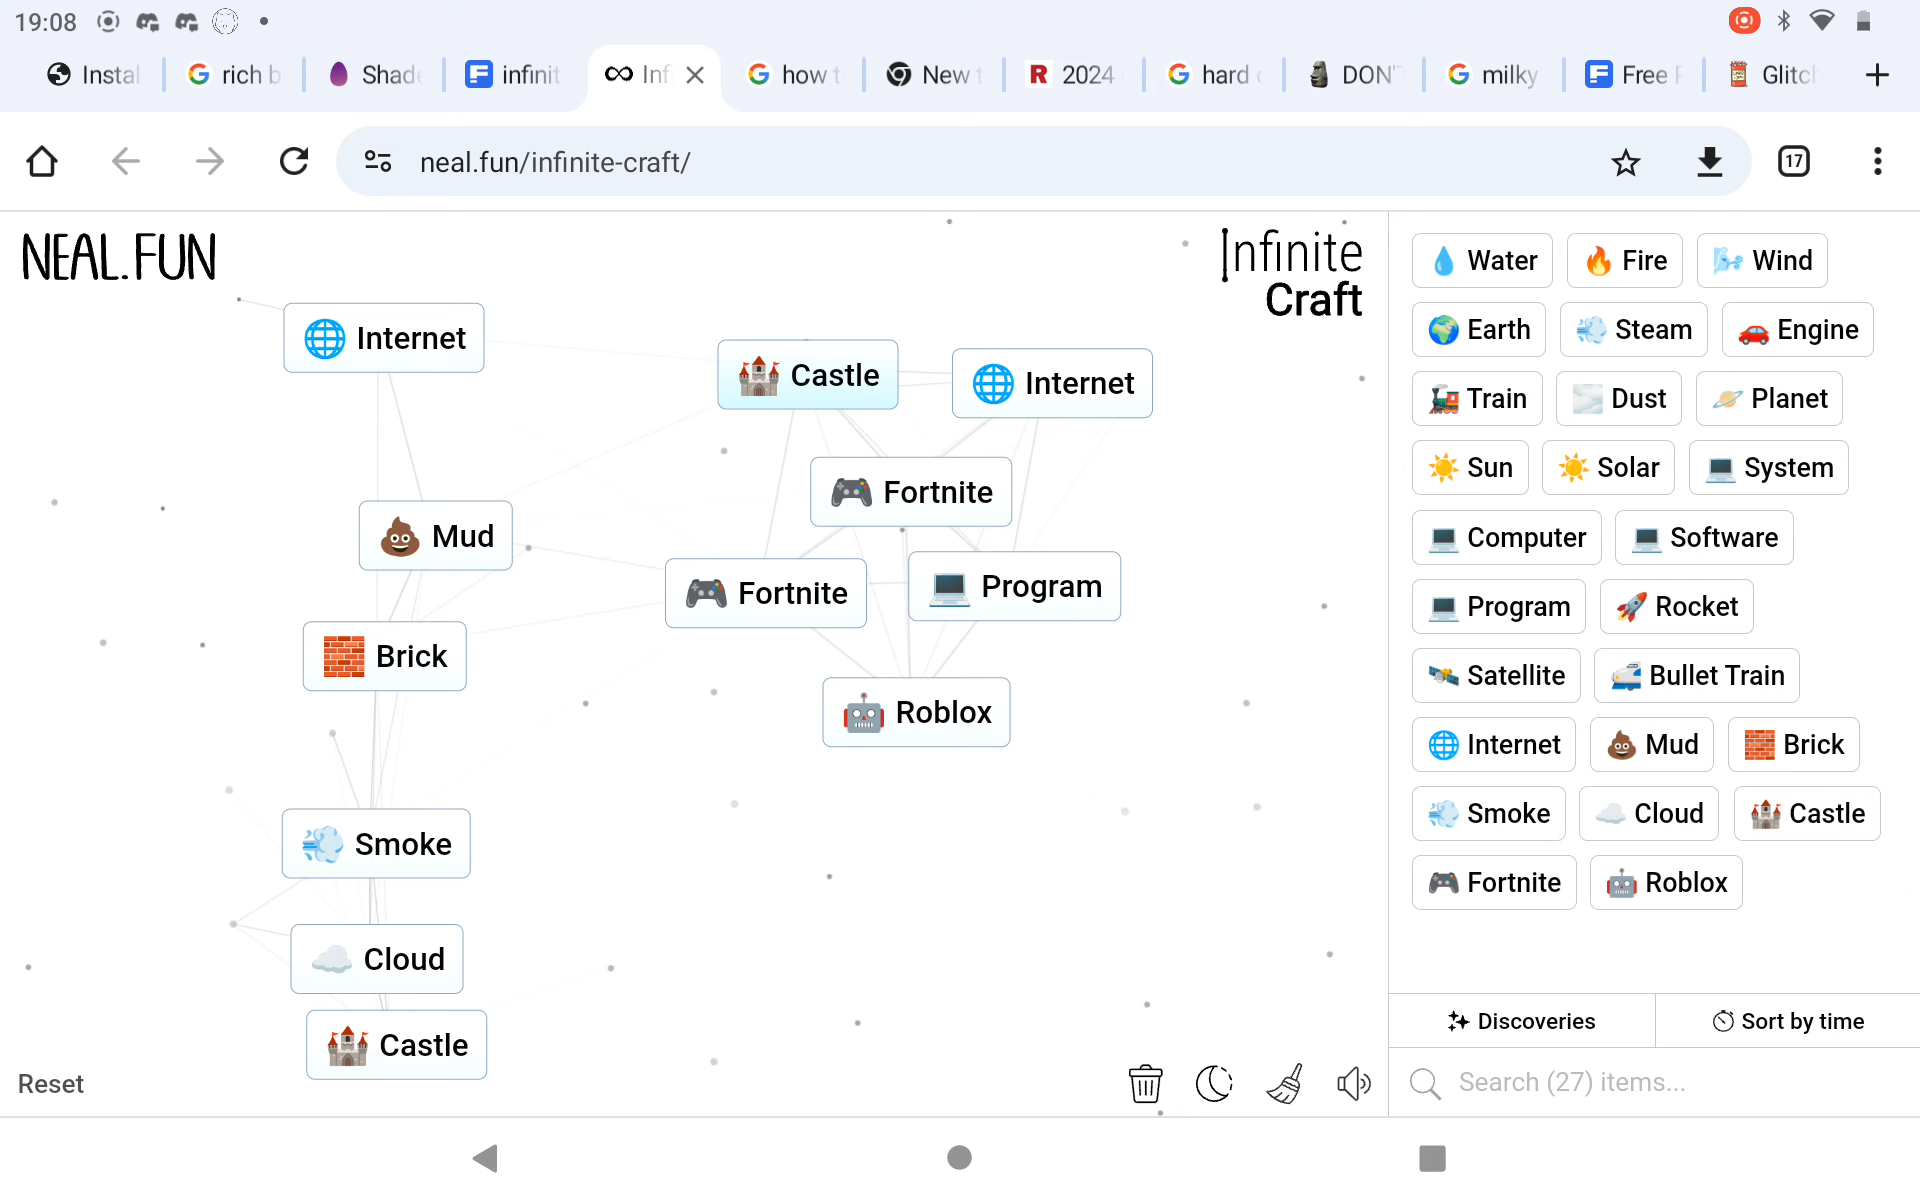 19:08
Instal
rich b
Shade
infinit
Inf
how t
New t
2024
hard c
DON'
milky
Free F
Glitch
neal.fun/infinite-craft/
17
NEAL.FUN
Infinite
Craft
Internet
Castle
Internet
Fortnite
Mud
Fortnite
Program
Brick
Roblox
Smoke
Cloud
Castle
Reset
Water
Fire
Wind
Earth
Steam
Engine
Train
Dust
Planet
Sun
Solar
System
Computer
Software
Program
Rocket
Satellite
Bullet Train
Internet
Mud
Brick
Smoke
Cloud
Castle
Fortnite
Roblox
Discoveries
Sort by time
Search (27) items...